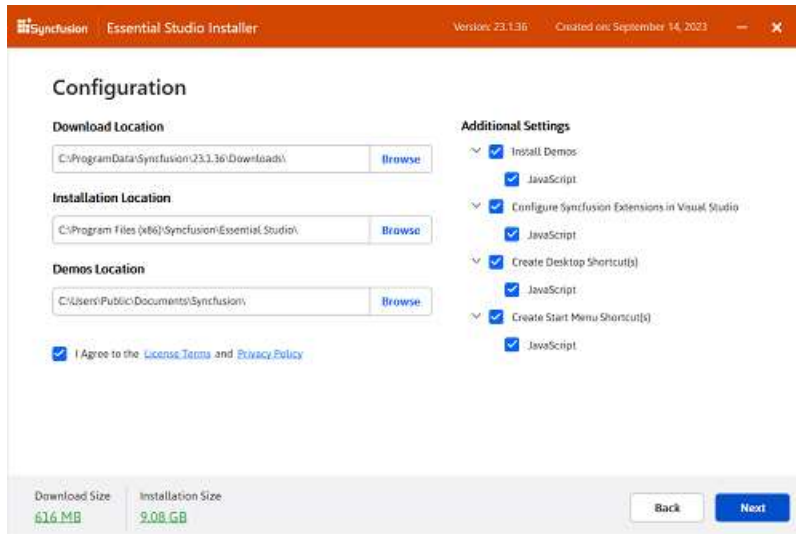 Syncfusion Essential Studio Installer Version: 23.1.36 Created on: September 14, 2023
Configuration
Download Location
C:\ProgramData\Syncfusion\23.1.36\Downloads\ Browse
Installation Location
C:\Program Files (x86)\Syncfusion\Essential Studio\ Browse
Demos Location
C:\Users\Public\Documents\Syncfusion\ Browse
I Agree to the License Terms and Privacy Policy
Additional Settings
Install Demos
JavaScript
Configure Syncfusion Extensions in Visual Studio
JavaScript
Create Desktop Shortcut(s)
JavaScript
Create Start Menu Shortcut(s)
JavaScript
Download Size
616 MB
Installation Size
9.08 GB
Back
Next